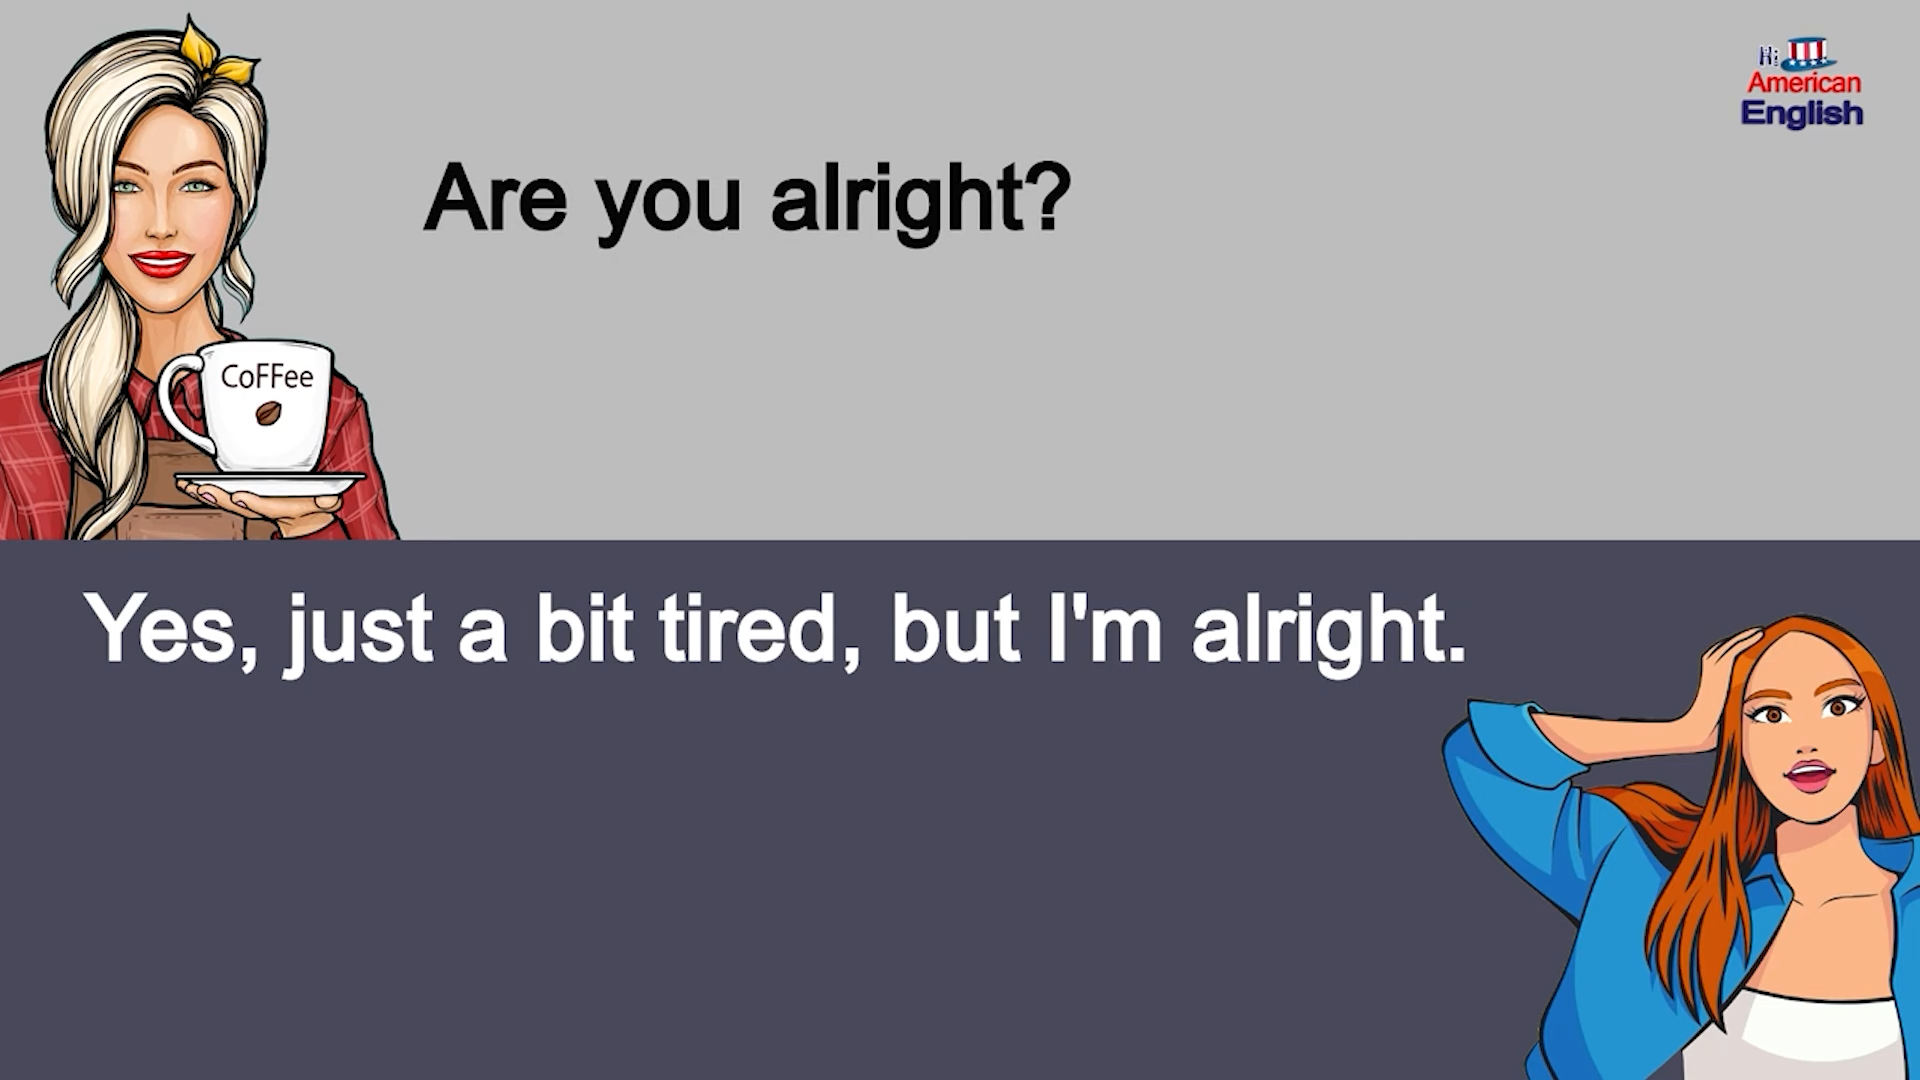 Hi
American
English
Are you alright?
CoFFee
Yes, just a bit tired, but I'm alright.